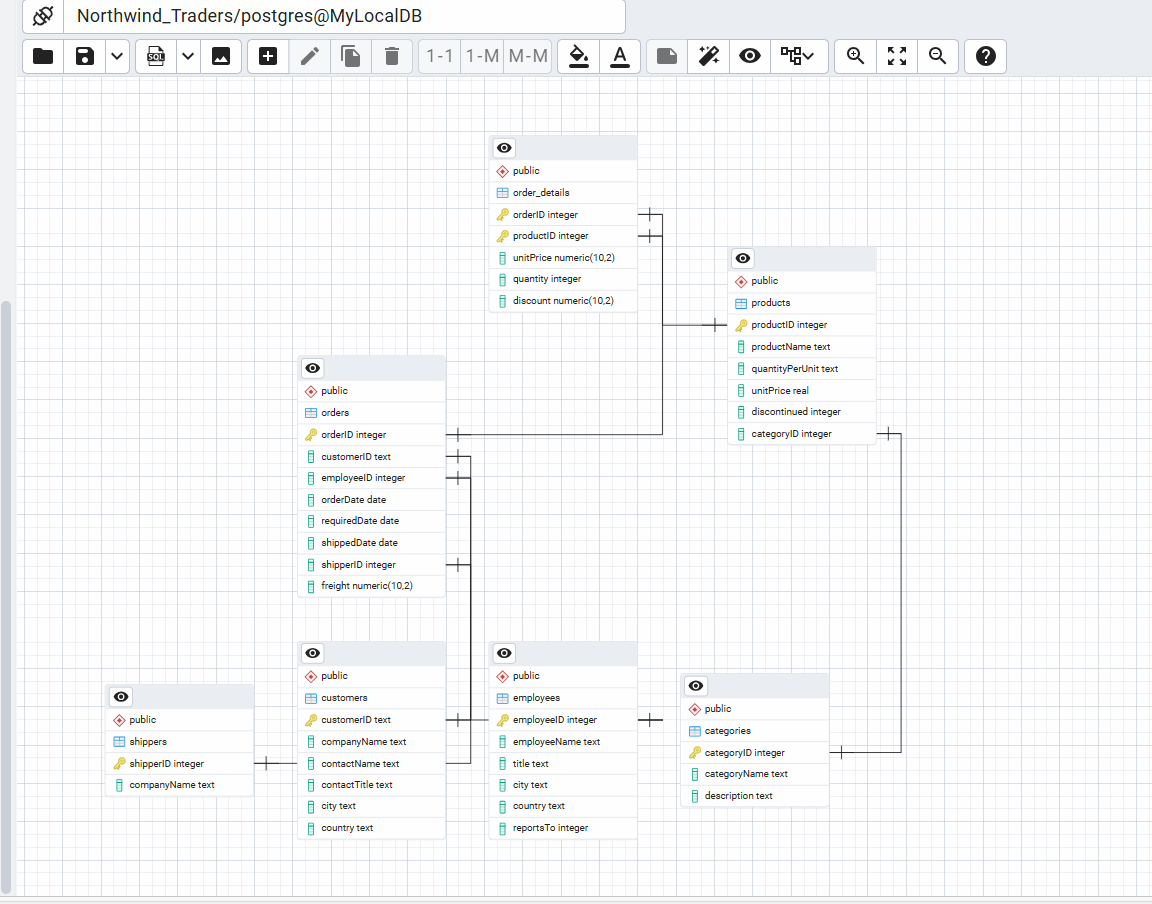 Northwind_Traders/postgres@MyLocalDB
SQL
1-1 1-M M-M
A
public
order_details
orderID integer
productID integer
unitPrice numeric(10,2)
quantity integer
discount numeric(10,2)
public
products
productID integer
productName text
quantityPerUnit text
unitPrice real
discontinued integer
categoryID integer
public
orders
orderID integer
customerID text
employeeID integer
orderDate date
requiredDate date
shippedDate date
shipperID integer
freight numeric(10,2)
public
shippers
shipperID integer
companyName text
public
customers
customerID text
companyName text
contactName text
contactTitle text
city text
country text
public
employees
employeeID integer
employeeName text
title text
city text
country text
reportsTo integer
public
categories
categoryID integer
categoryName text
description text